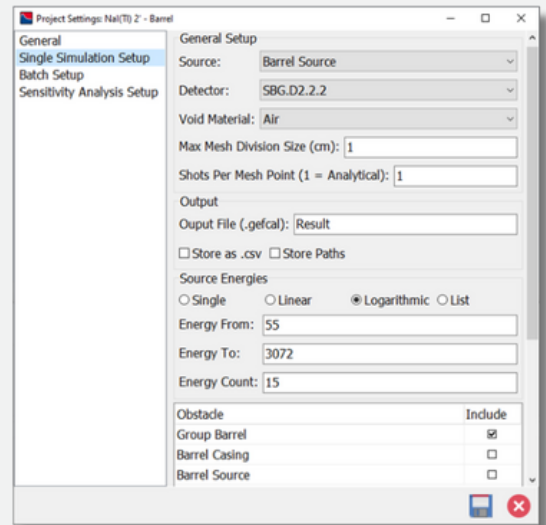 Project Settings: NaI(Tl) 2' - Barrel
General
Single Simulation Setup
Batch Setup
Sensitivity Analysis Setup
General Setup
Source: Barrel Source
Detector: SBG.D2.2.2
Void Material: Air
Max Mesh Division Size (cm): 1
Shots Per Mesh Point (1 = Analytical): 1
Output
Ouput File (.gefcal): Result
Store as .csv Store Paths
Source Energies
Single Linear Logarithmic List
Energy From: 55
Energy To: 3072
Energy Count: 15
Obstacle Include
Group Barrel
Barrel Casing
Barrel Source